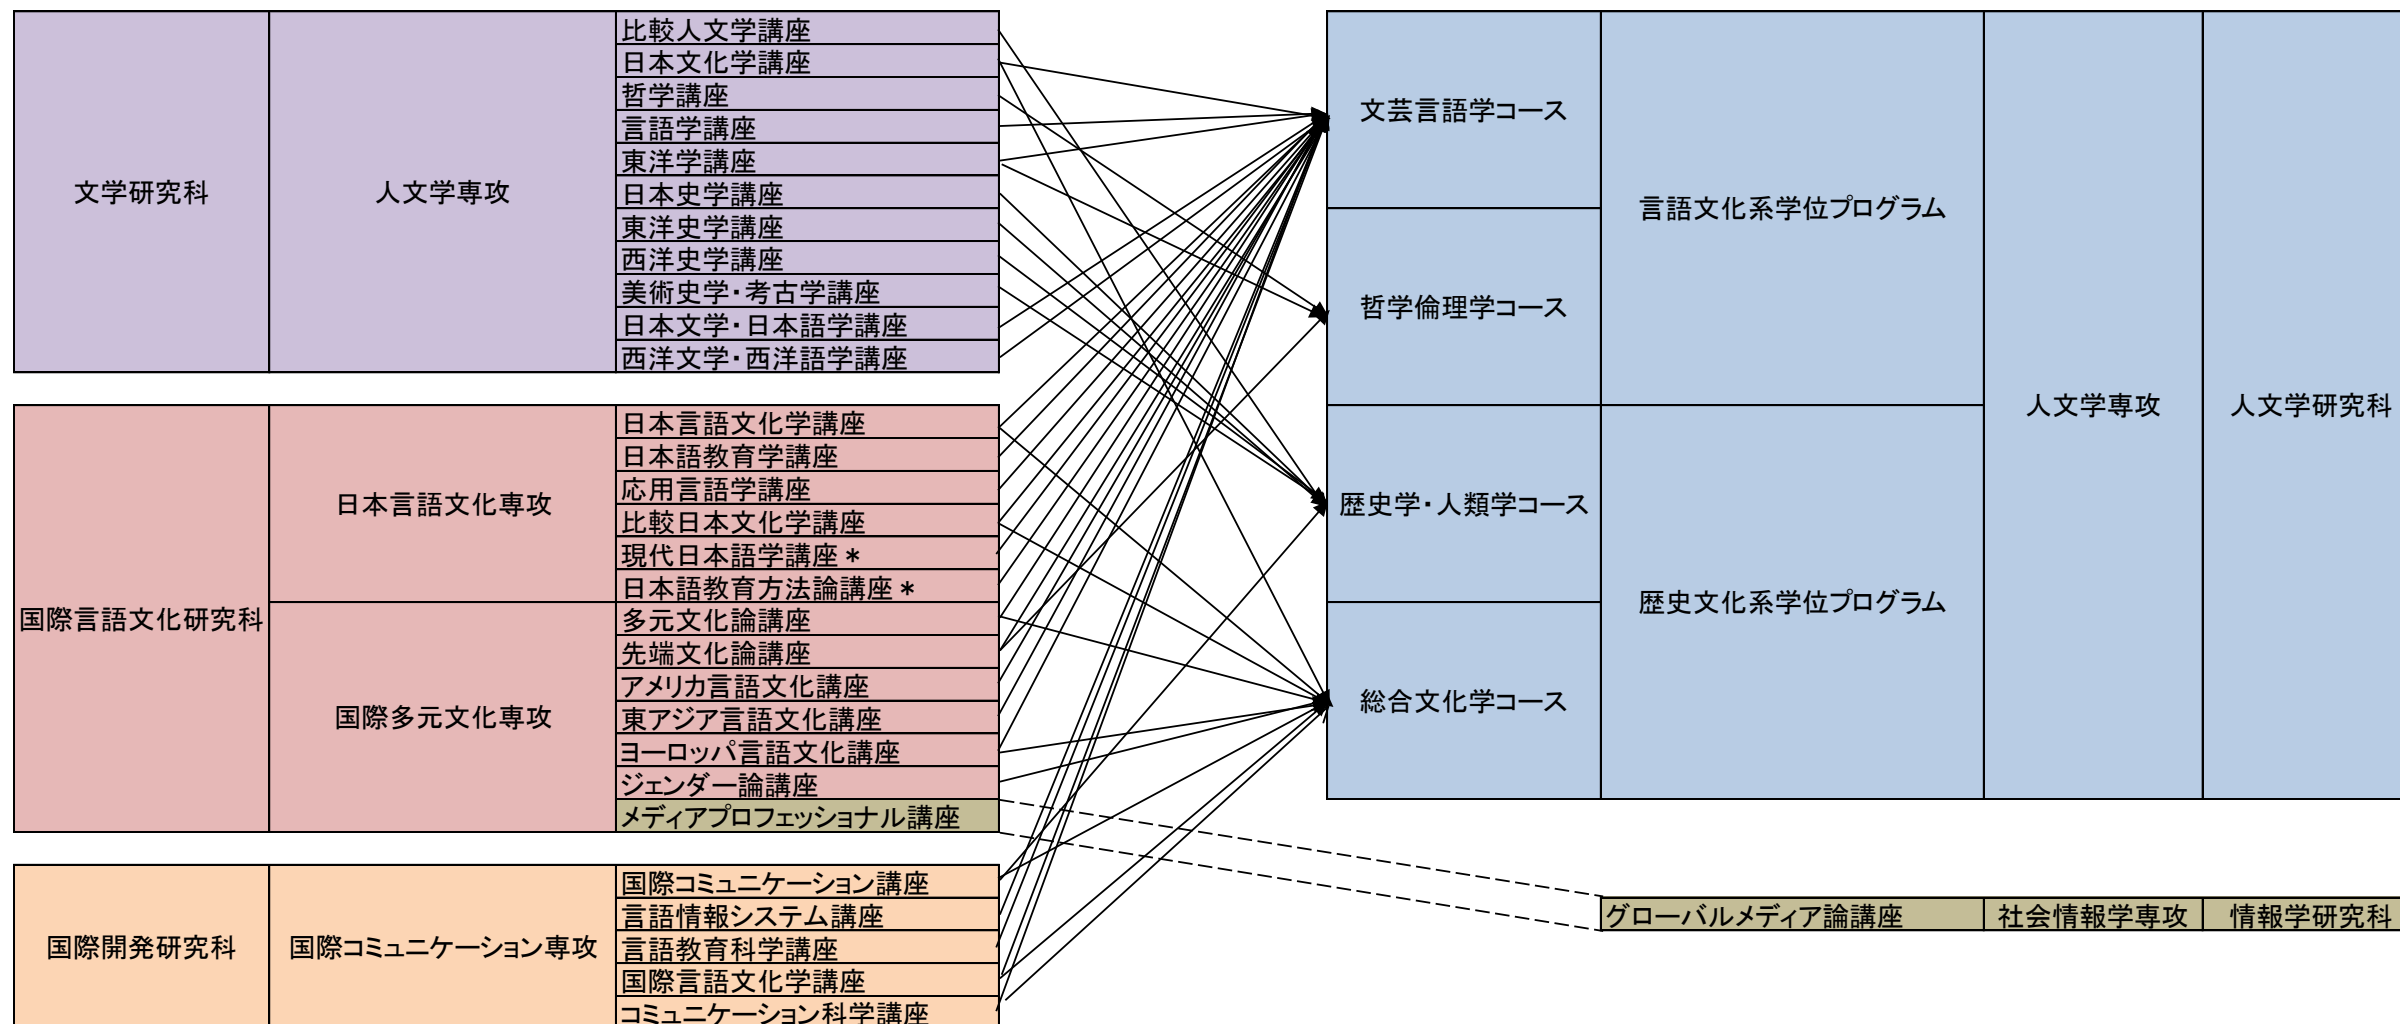 文学研究科
人文学専攻
比較人文学講座
日本文化学講座
哲学講座
言語学講座
東洋学講座
日本史学講座
東洋史学講座
西洋史学講座
美術史学・考古学講座
日本文学・日本語学講座
西洋文学・西洋語学講座
国際言語文化研究科
日本言語文化専攻
日本言語文化学講座
日本語教育学講座
応用言語学講座
比較日本文化学講座
現代日本語学講座＊
日本語教育方法論講座＊
国際多元文化専攻
多元文化論講座
先端文化論講座
アメリカ言語文化講座
東アジア言語文化講座
ヨーロッパ言語文化講座
ジェンダー論講座
メディアプロフェッショナル講座
国際開発研究科
国際コミュニケーション専攻
国際コミュニケーション講座
言語情報システム講座
言語教育科学講座
国際言語文化学講座
コミュニケーション科学講座
文芸言語学コース
哲学倫理学コース
歴史学・人類学コース
総合文化学コース
言語文化系学位プログラム
歴史文化系学位プログラム
人文学専攻
人文学研究科
グローバルメディア論講座
社会情報学専攻
情報学研究科